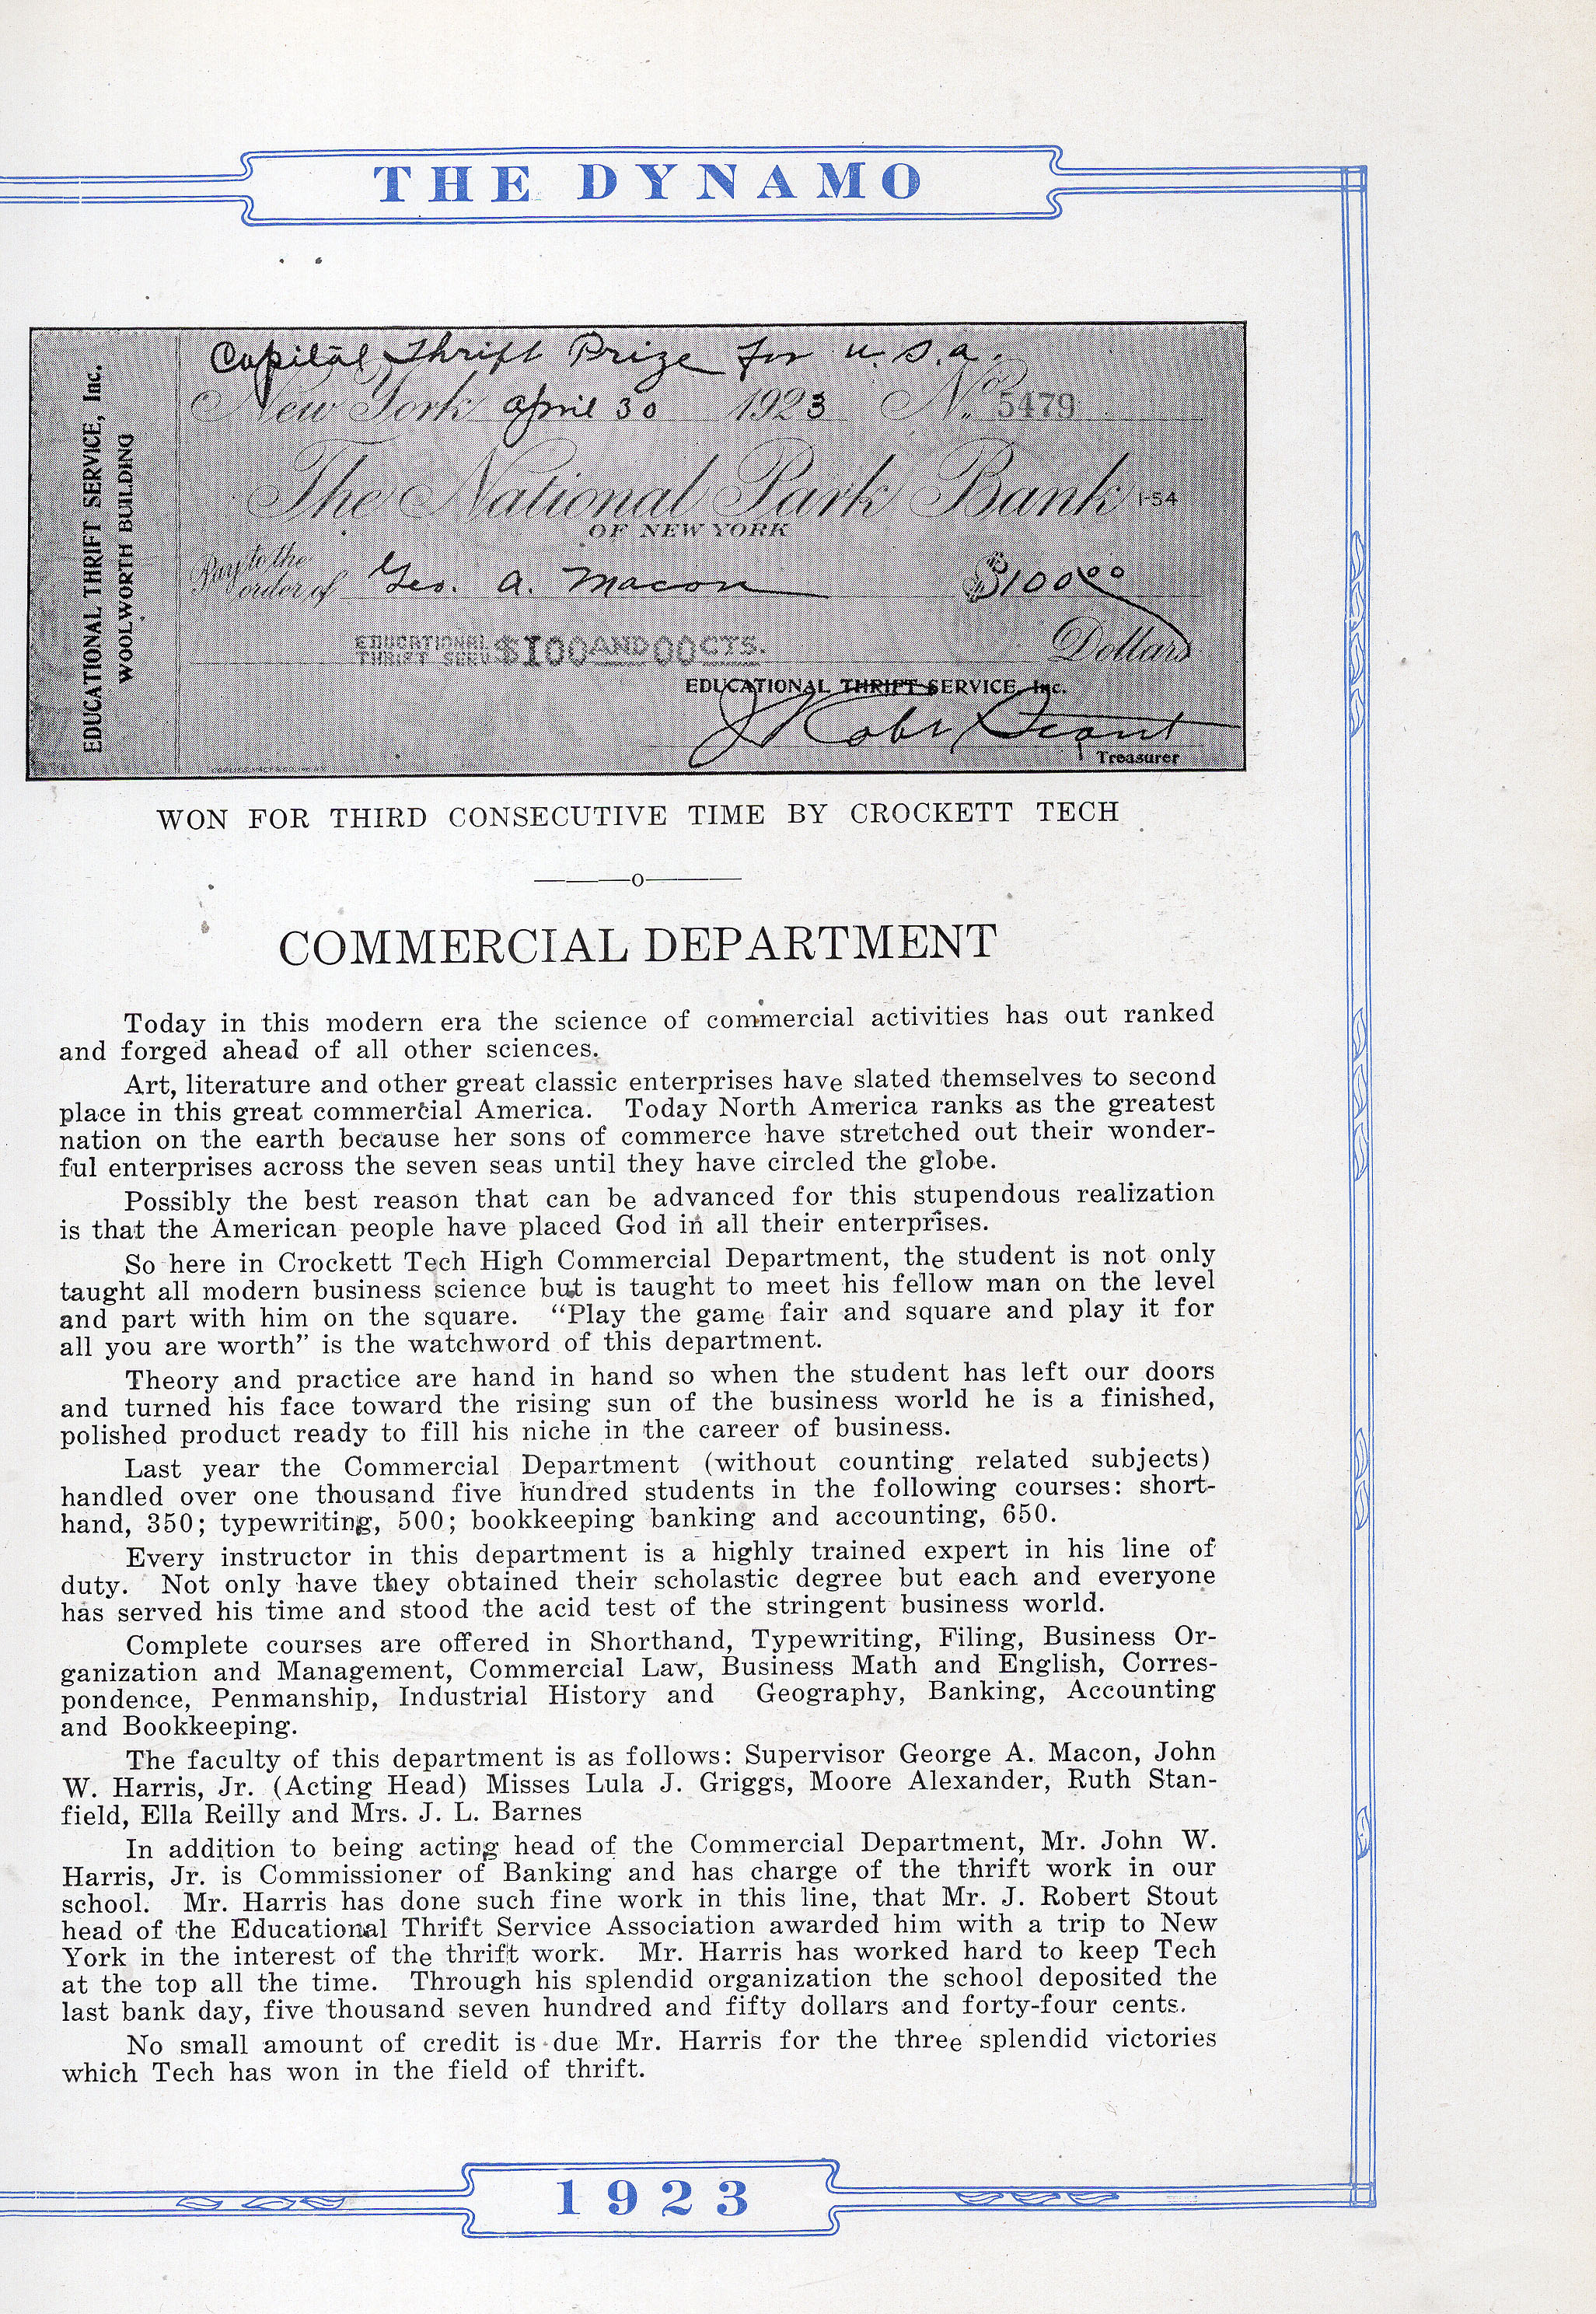 THE DYNAMO
EDUCATIONAL THRIFT SERVICE, Inc.
WOOLWORTH BUILDING
Capital Thrift Prize for U.S.A.
New York April 30 1923 No. 5479
The National Park Bank 1-54
OF NEW YORK
Pay to the
order of Geo. A. Macon $100 00
EDUCATIONAL
THRIFT SERV $100 AND 00 CTS. Dollars
EDUCATIONAL THRIFT SERVICE, Inc.
Treasurer
WON FOR THIRD CONSECUTIVE TIME BY CROCKETT TECH
COMMERCIAL DEPARTMENT
Today in this modern era the science of commercial activities has out ranked
and forged ahead of all other sciences.
Art, literature and other great classic enterprises have slated themselves to second
place in this great commercial America. Today North America ranks as the greatest
nation on the earth because her sons of commerce have stretched out their wonder-
ful enterprises across the seven seas until they have circled the globe.
Possibly the best reason that can be advanced for this stupendous realization
is that the American people have placed God in all their enterprises.
So here in Crockett Tech High Commercial Department, the student is not only
taught all modern business science but is taught to meet his fellow man on the level
and part with him on the square. “Play the game fair and square and play it for
all you are worth” is the watchword of this department.
Theory and practice are hand in hand so when the student has left our doors
and turned his face toward the rising sun of the business world he is a finished,
polished product ready to fill his niche in the career of business.
Last year the Commercial Department (without counting related subjects)
handled over one thousand five hundred students in the following courses: short-
hand, 350; typewriting, 500; bookkeeping banking and accounting, 650.
Every instructor in this department is a highly trained expert in his line of
duty. Not only have they obtained their scholastic degree but each and everyone
has served his time and stood the acid test of the stringent business world.
Complete courses are offered in Shorthand, Typewriting, Filing, Business Or-
ganization and Management, Commercial Law, Business Math and English, Corres-
pondence, Penmanship, Industrial History and Geography, Banking, Accounting
and Bookkeeping.
The faculty of this department is as follows: Supervisor George A. Macon, John
W. Harris, Jr. (Acting Head) Misses Lula J. Griggs, Moore Alexander, Ruth Stan-
field, Ella Reilly and Mrs. J. L. Barnes
In addition to being acting head of the Commercial Department, Mr. John W.
Harris, Jr. is Commissioner of Banking and has charge of the thrift work in our
school. Mr. Harris has done such fine work in this line, that Mr. J. Robert Stout
head of the Educational Thrift Service Association awarded him with a trip to New
York in the interest of the thrift work. Mr. Harris has worked hard to keep Tech
at the top all the time. Through his splendid organization the school deposited the
last bank day, five thousand seven hundred and fifty dollars and forty-four cents.
No small amount of credit is due Mr. Harris for the three splendid victories
which Tech has won in the field of thrift.
1923